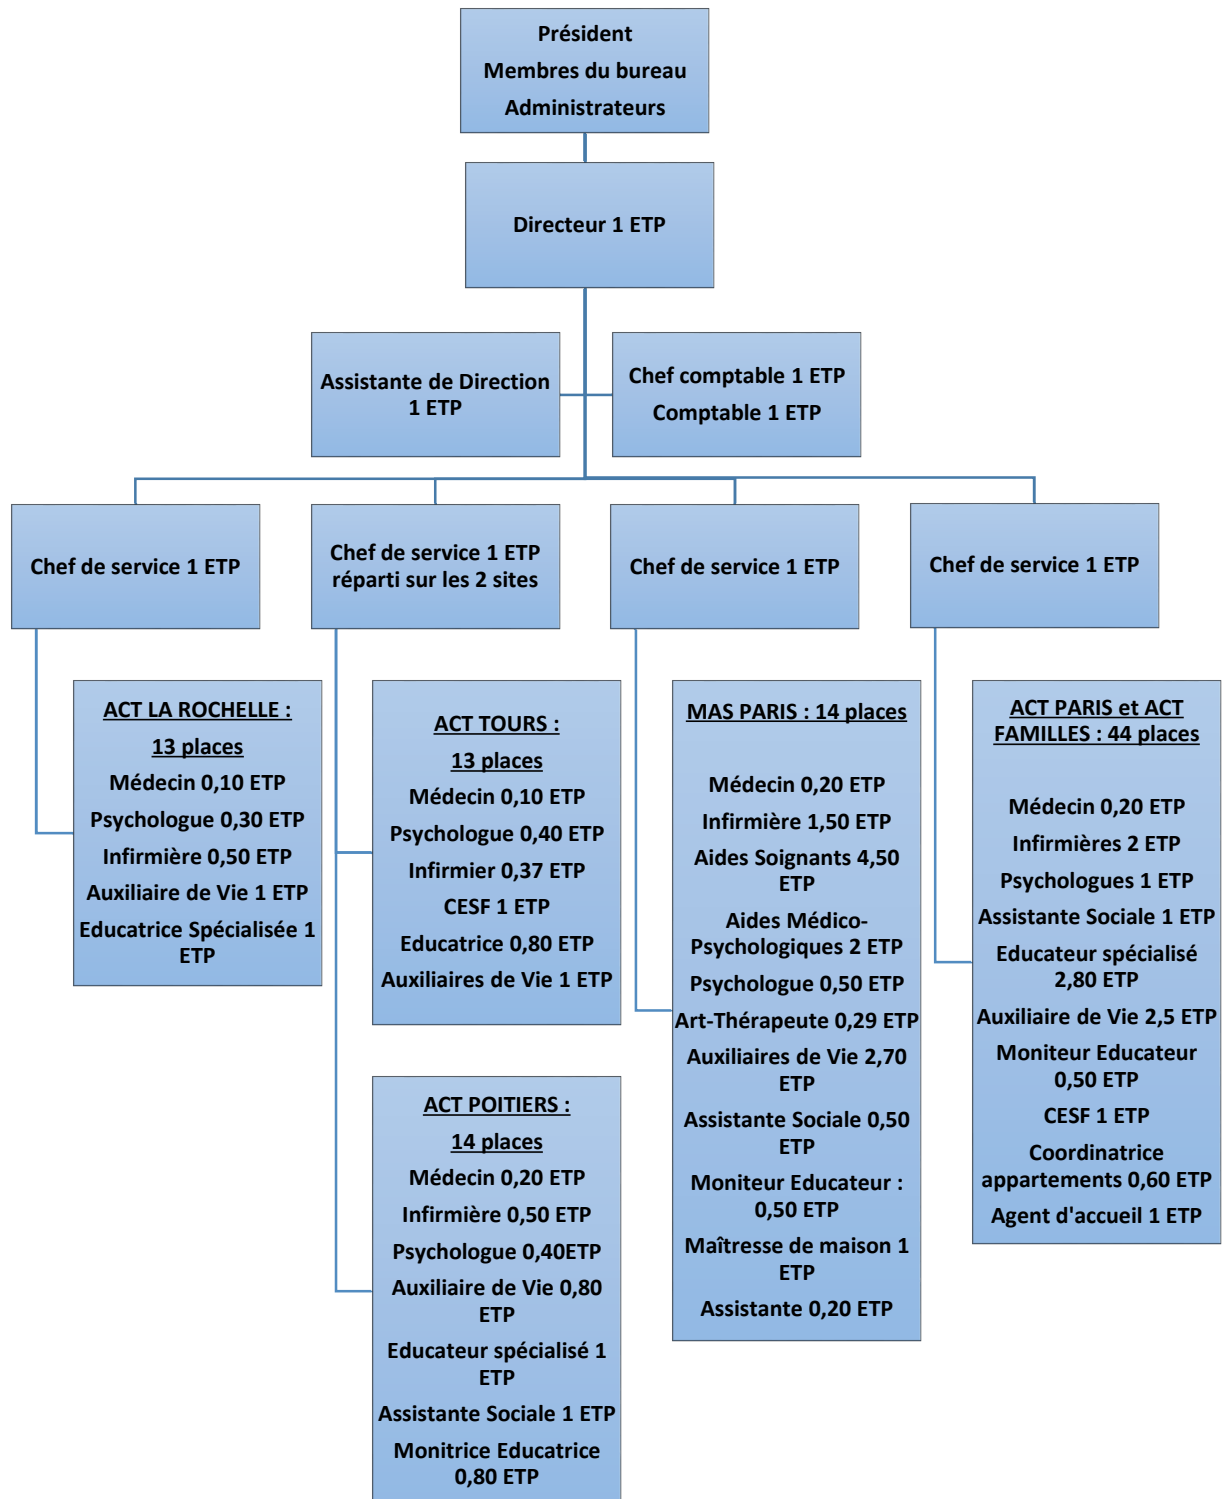 Président
Membres du bureau
Administrateurs
Directeur 1 ETP
Assistante de Direction
1 ETP
Chef comptable 1 ETP
Comptable 1 ETP
Chef de service 1 ETP
Chef de service 1 ETP
réparti sur les 2 sites
Chef de service 1 ETP
Chef de service 1 ETP
ACT LA ROCHELLE :
13 places
Médecin 0,10 ETP
Psychologue 0,30 ETP
Infirmière 0,50 ETP
Auxiliaire de Vie 1 ETP
Educatrice Spécialisée 1
ETP
ACT TOURS :
13 places
Médecin 0,10 ETP
Psychologue 0,40 ETP
Infirmier 0,37 ETP
CESF 1 ETP
Educatrice 0,80 ETP
Auxiliaires de Vie 1 ETP
ACT POITIERS :
14 places
Médecin 0,20 ETP
Infirmière 0,50 ETP
Psychologue 0,40ETP
Auxiliaire de Vie 0,80
ETP
Educateur spécialisé 1
ETP
Assistante Sociale 1 ETP
Monitrice Educatrice
0,80 ETP
MAS PARIS : 14 places
Médecin 0,20 ETP
Infirmière 1,50 ETP
Aides Soignants 4,50
ETP
Aides Médico-
Psychologiques 2 ETP
Psychologue 0,50 ETP
Art-Thérapeute 0,29 ETP
Auxiliaires de Vie 2,70
ETP
Assistante Sociale 0,50
ETP
Moniteur Educateur :
0,50 ETP
Maîtresse de maison 1
ETP
Assistante 0,20 ETP
ACT PARIS et ACT
FAMILLES : 44 places
Médecin 0,20 ETP
Infirmières 2 ETP
Psychologues 1 ETP
Assistante Sociale 1 ETP
Educateur spécialisé
2,80 ETP
Auxiliaire de Vie 2,5 ETP
Moniteur Educateur
0,50 ETP
CESF 1 ETP
Coordinatrice
appartements 0,60 ETP
Agent d'accueil 1 ETP